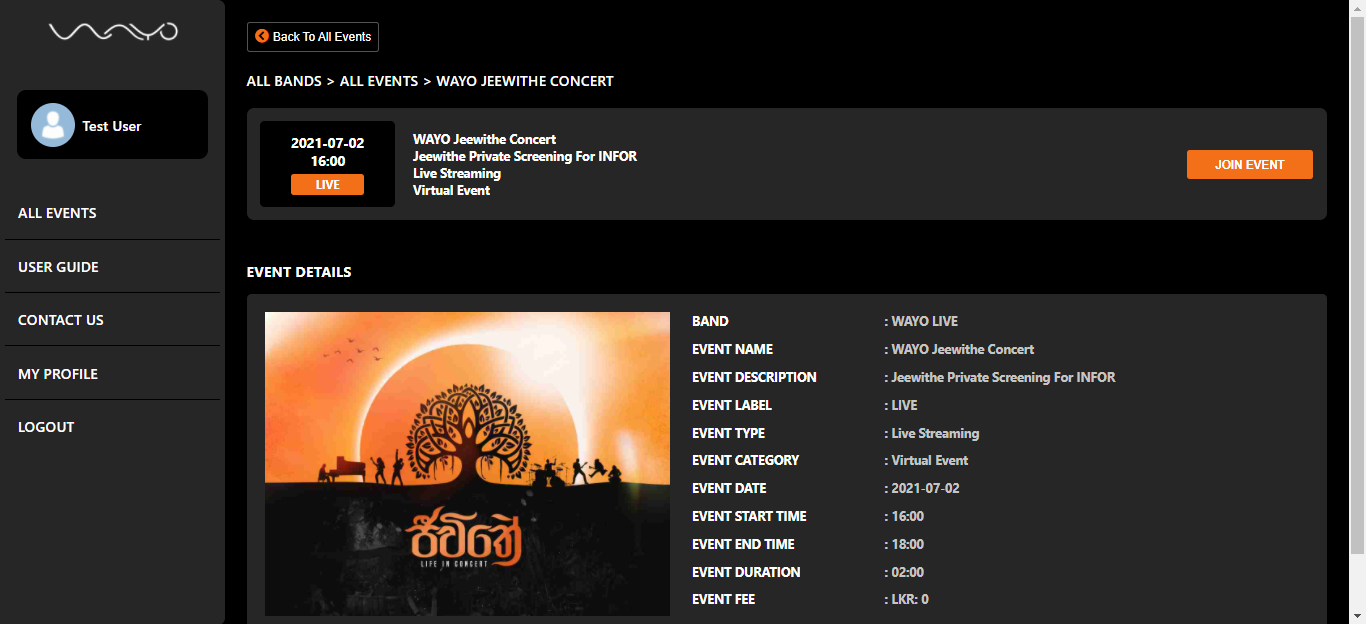 WAYO
Back To All Events
ALL BANDS > ALL EVENTS > WAYO JEEWITHE CONCERT
Test User
2021-07-02
16:00
LIVE
WAYO Jeewithe Concert
Jeewithe Private Screening For INFOR
Live Streaming
Virtual Event
JOIN EVENT
ALL EVENTS
USER GUIDE
CONTACT US
MY PROFILE
LOGOUT
EVENT DETAILS
ජීවිතේ
LIFE IN CONCERT
BAND : WAYO LIVE
EVENT NAME : WAYO Jeewithe Concert
EVENT DESCRIPTION : Jeewithe Private Screening For INFOR
EVENT LABEL : LIVE
EVENT TYPE : Live Streaming
EVENT CATEGORY : Virtual Event
EVENT DATE : 2021-07-02
EVENT START TIME : 16:00
EVENT END TIME : 18:00
EVENT DURATION : 02:00
EVENT FEE : LKR: 0